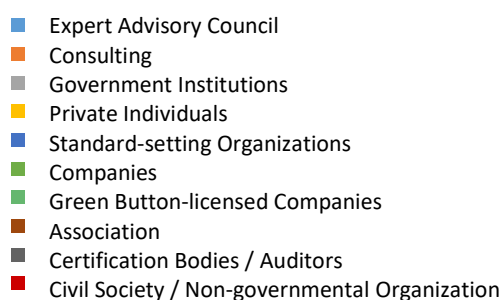 Expert Advisory Council
Consulting
Government Institutions
Private Individuals
Standard-setting Organizations
Companies
Green Button-licensed Companies
Association
Certification Bodies / Auditors
Civil Society / Non-governmental Organization